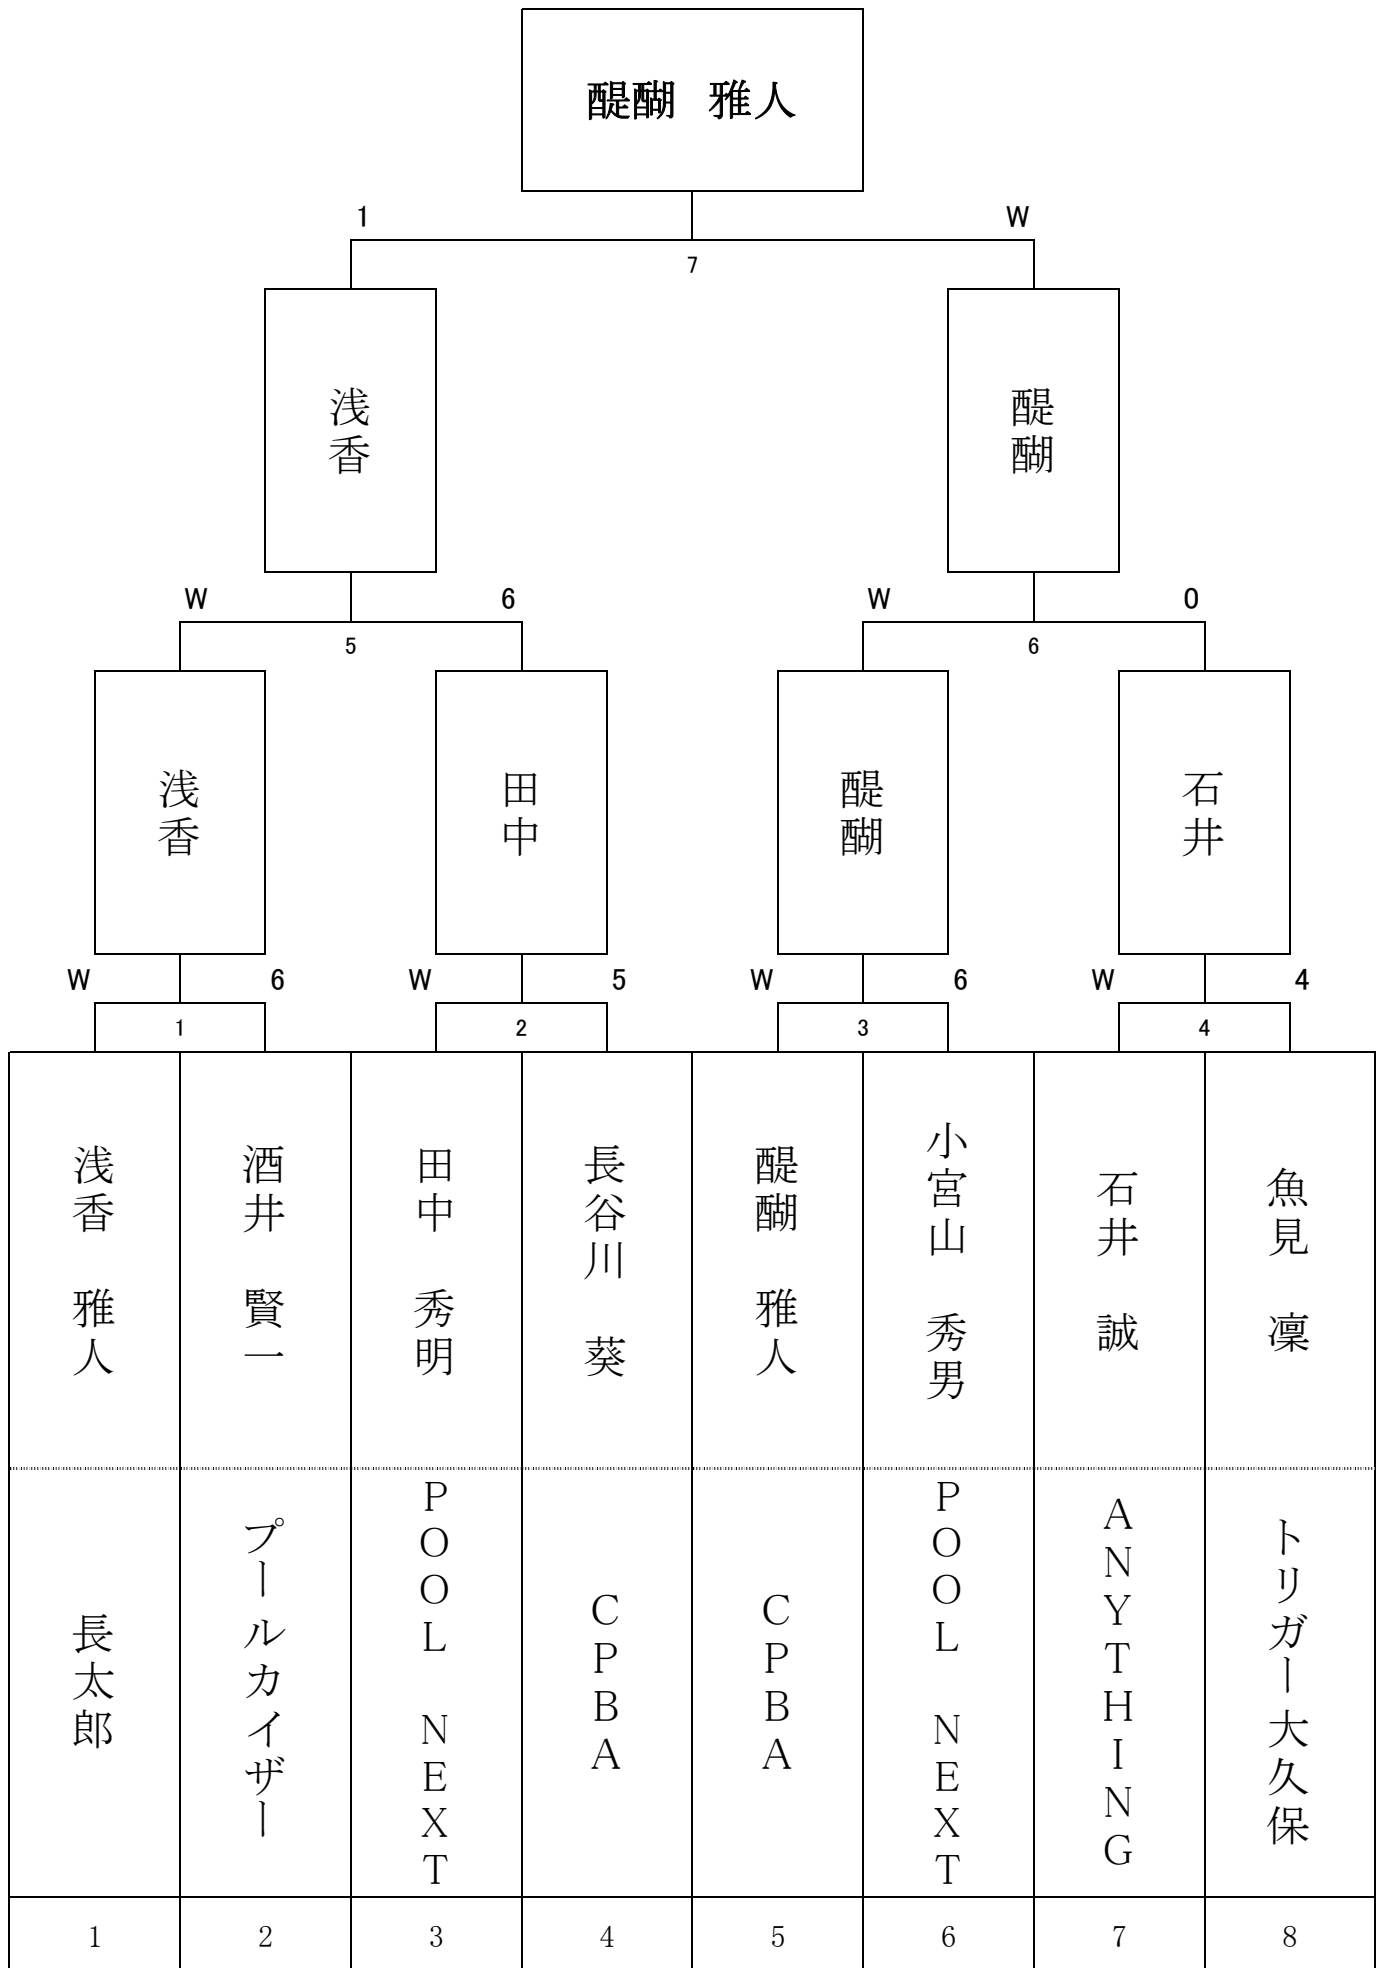 醍醐 雅人
1 W
7
浅香 醍醐
W 6 W 0
5 6
浅香 田中 醍醐 石井
W 6 W 5 W 6 W 4
1 2 3 4
浅香 雅人
酒井 賢一
田中 秀明
長谷川 葵
醍醐 雅人
小宮山 秀男
石井 誠
魚見 凜
長太郎
プールカイザー
POOL NEXT
CPBA
CPBA
POOL NEXT
ANYTHING
トリガー大久保
1 2 3 4 5 6 7 8